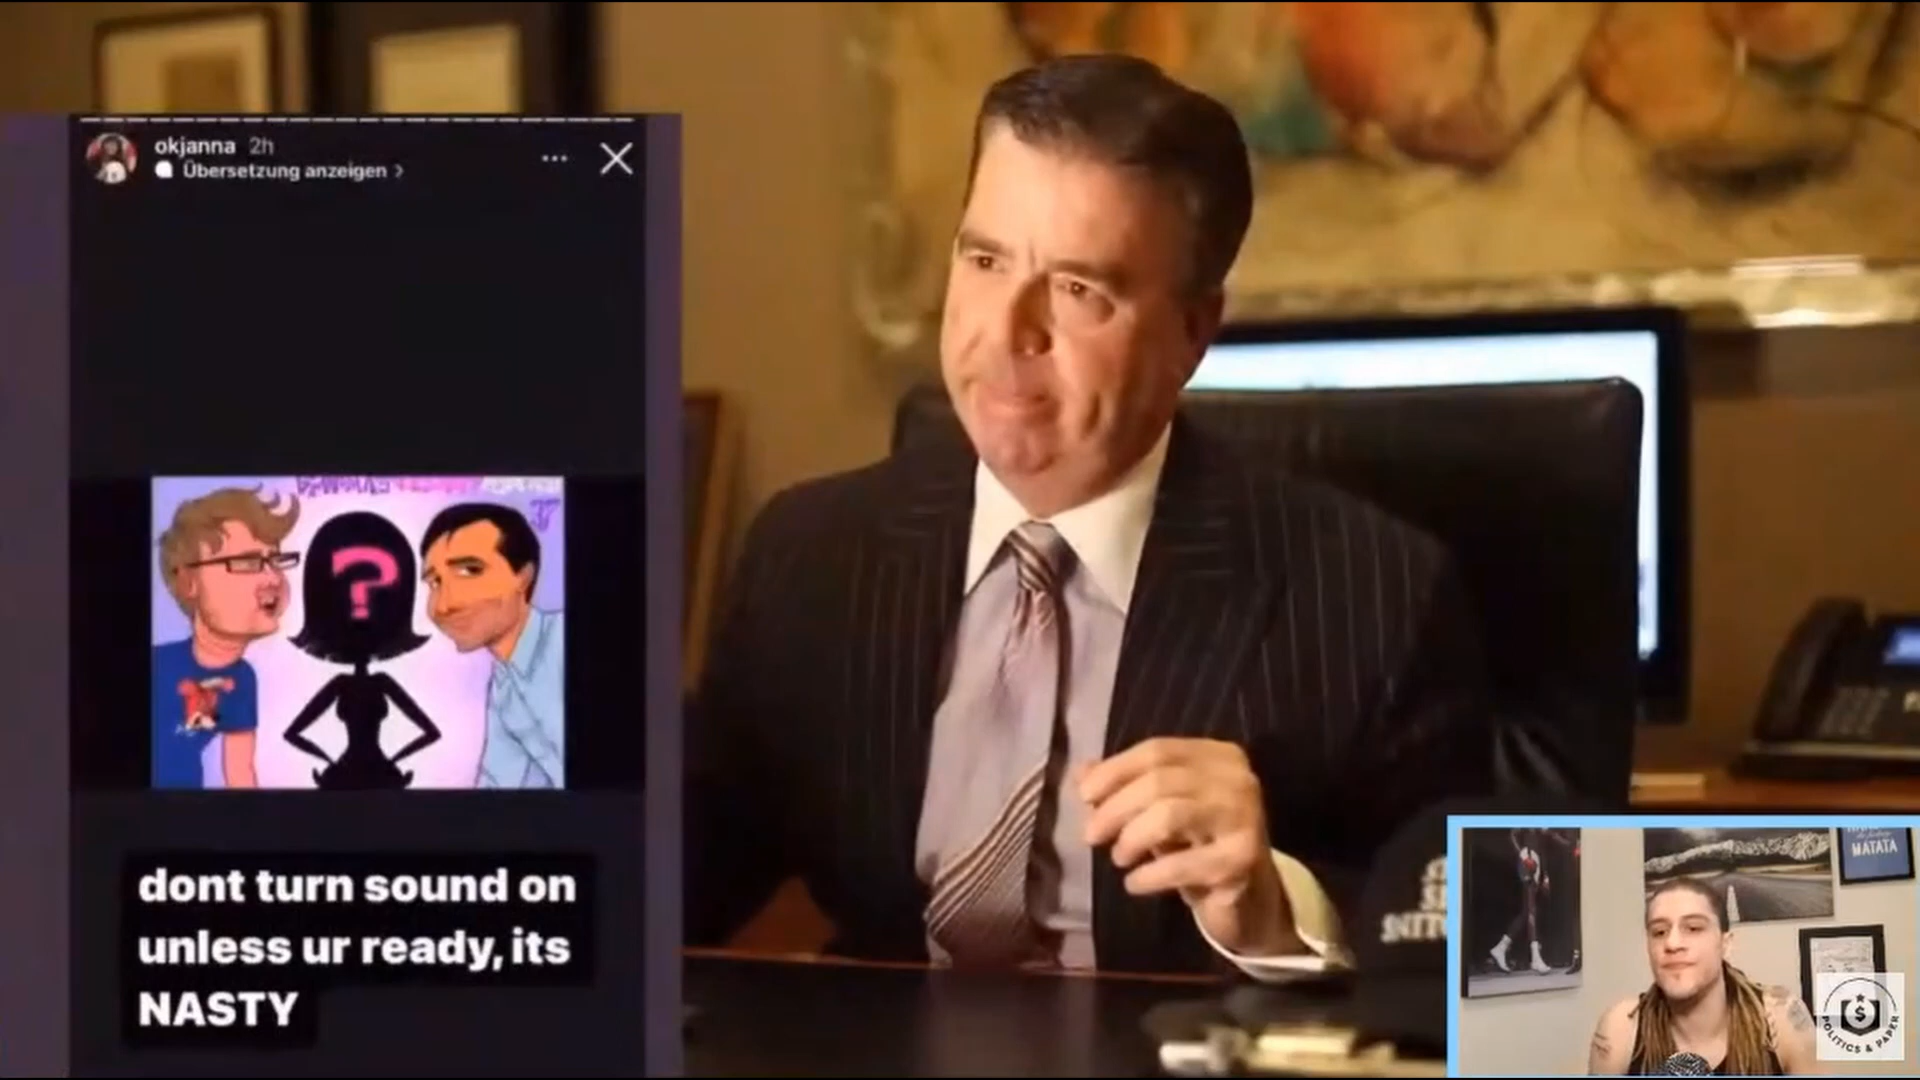 okjanna 2h
Übersetzung anzeigen >
?
dont turn sound on
unless ur ready, its
NASTY
MATATA
$
POLITICS & PAPER